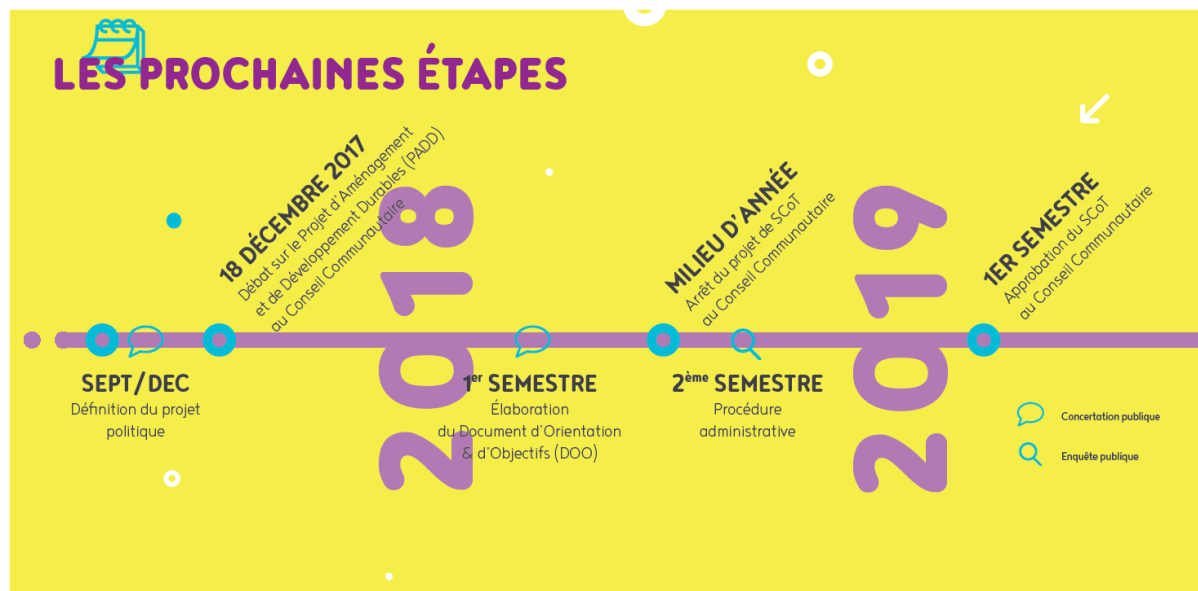 LES PROCHAINES ÉTAPES
18 DÉCEMBRE 2017
Débat sur le Projet d'Aménagement
et de Développement Durables (PADD)
au Conseil Communautaire
2018
MILIEU D'ANNÉE
Arrêt du projet de SCoT
au Conseil Communautaire
2019
1ER SEMESTRE
Approbation du SCoT
au Conseil Communautaire
SEPT/DEC
Définition du projet
politique
1er SEMESTRE
Élaboration
du Document d'Orientation
& d'Objectifs (DOO)
2ème SEMESTRE
Procédure
administrative
Concertation publique
Enquête publique